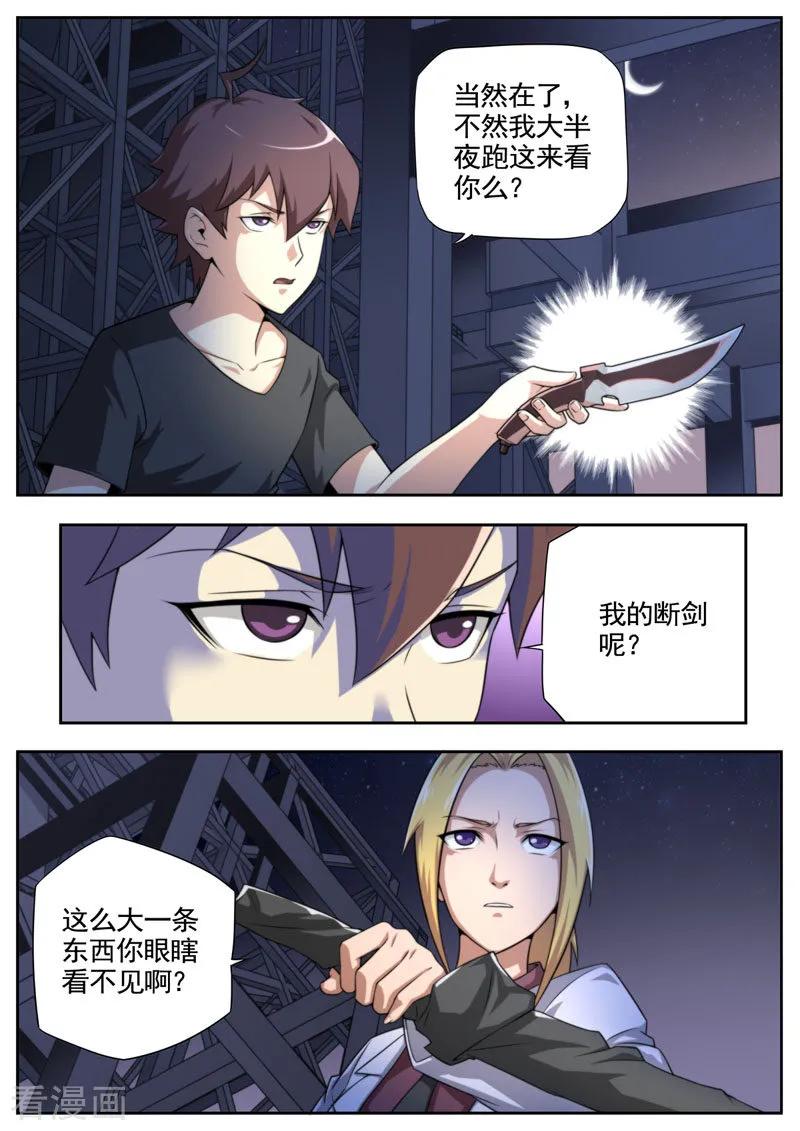 当然在了，
不然我大半
夜跑这来看
你么？
我的断剑
呢？
这么大一条
东西你眼瞎
看不见啊？
看漫画